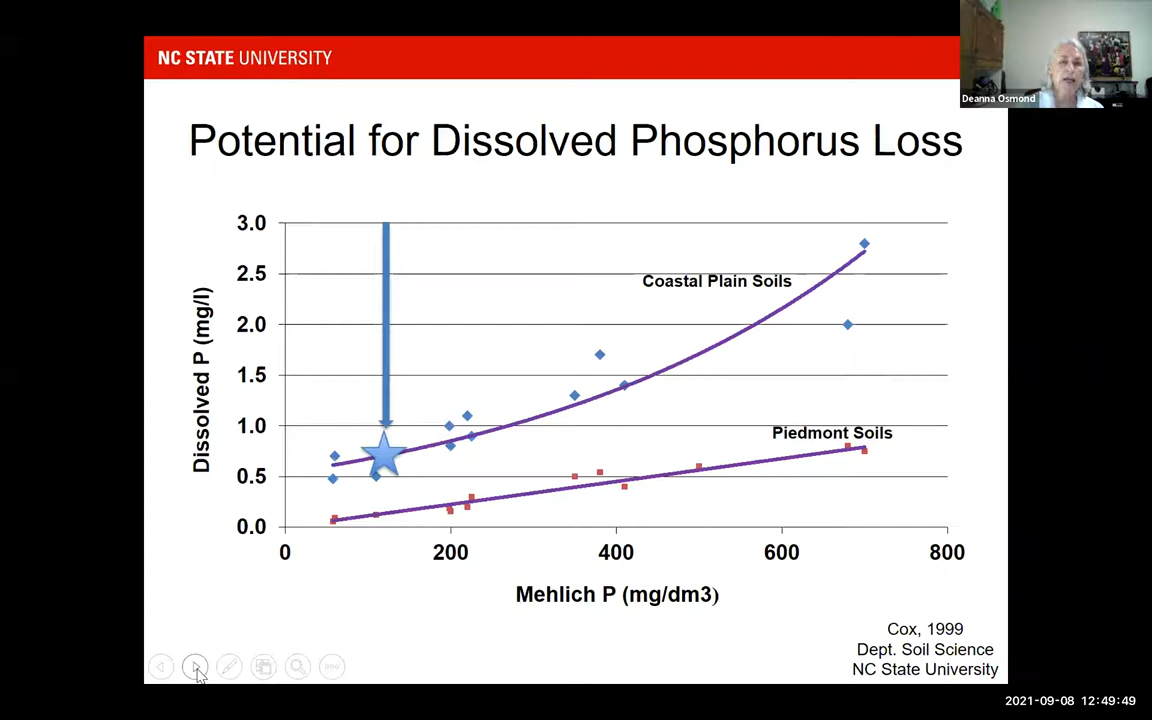 NC STATE UNIVERSITY
Deanna Osmond
Potential for Dissolved Phosphorus Loss
3.0
2.5
2.0
1.5
1.0
0.5
0.0
Dissolved P (mg/l)
Coastal Plain Soils
Piedmont Soils
0 200 400 600 800
Mehlich P (mg/dm3)
Cox, 1999
Dept. Soil Science
NC State University
2021-09-08 12:49:49